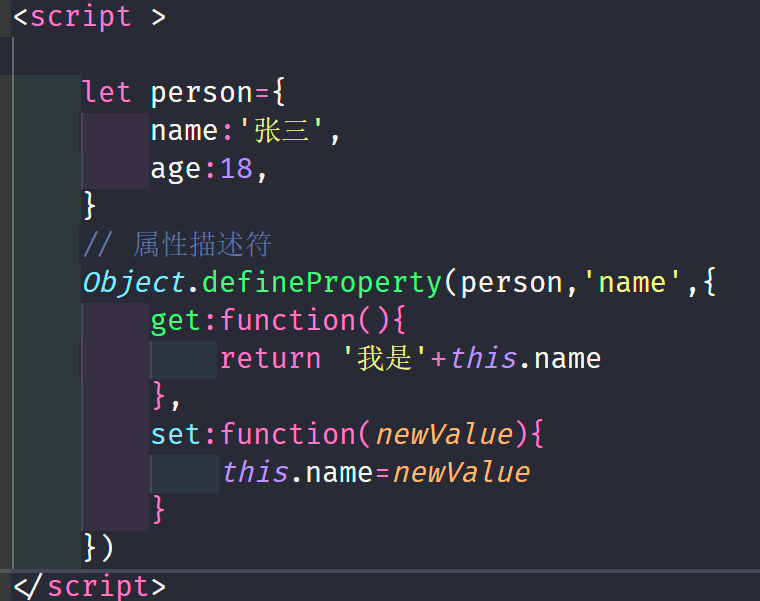 <script >
let person={
name:'张三',
age:18,
}
// 属性描述符
Object.defineProperty(person,'name',{
get:function(){
return '我是'+this.name
},
set:function(newValue){
this.name=newValue
}
})
</script>